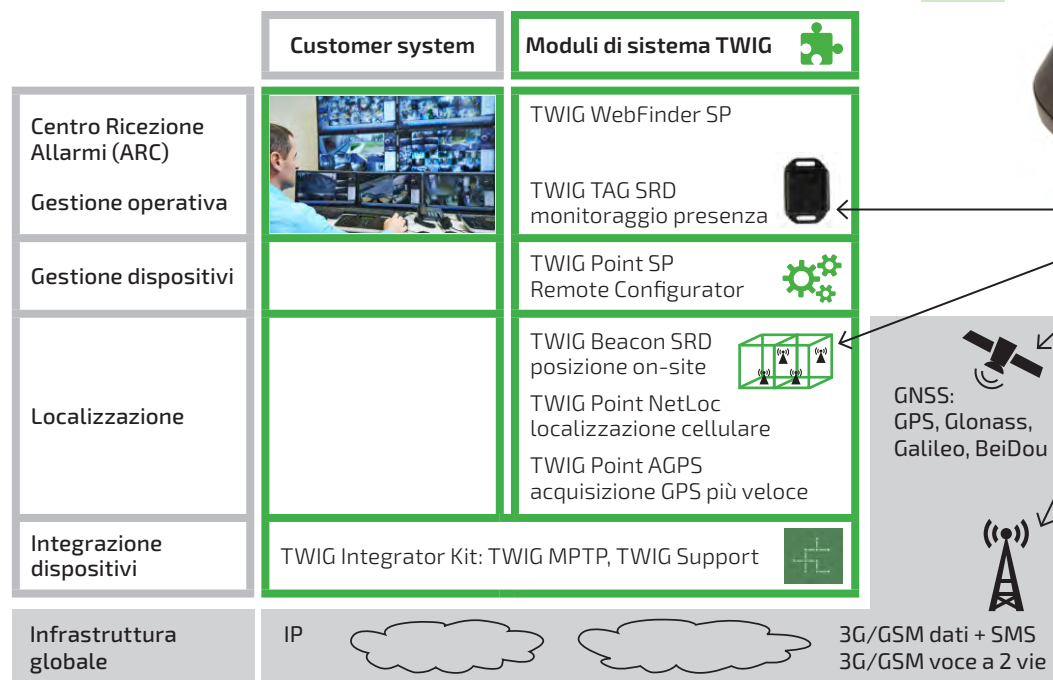 Customer system
Moduli di sistema TWIG
Centro Ricezione
Allarmi (ARC)
Gestione operativa
TWIG WebFinder SP
TWIG TAG SRD
monitoraggio presenza
Gestione dispositivi
TWIG Point SP
Remote Configurator
Localizzazione
TWIG Beacon SRD
posizione on-site
TWIG Point NetLoc
localizzazione cellulare
TWIG Point AGPS
acquisizione GPS più veloce
GNSS:
GPS, Glonass,
Galileo, BeiDou
Integrazione
dispositivi
TWIG Integrator Kit: TWIG MPTP, TWIG Support
Infrastruttura
globale
IP
3G/GSM dati + SMS
3G/GSM voce a 2 vie